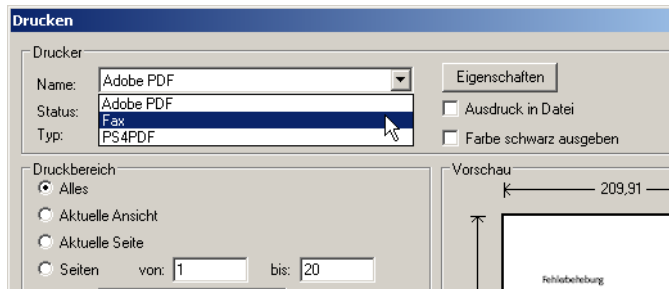 Drucken
Drucker
Name: Adobe PDF
Eigenschaften
Status: Adobe PDF
Fax
Ausdruck in Datei
Typ: PS4PDF
Farbe schwarz ausgeben
Druckbereich
Alles
Aktuelle Ansicht
Aktuelle Seite
Seiten von: 1 bis: 20
Vorschau
209,91
Fehlerbehebung